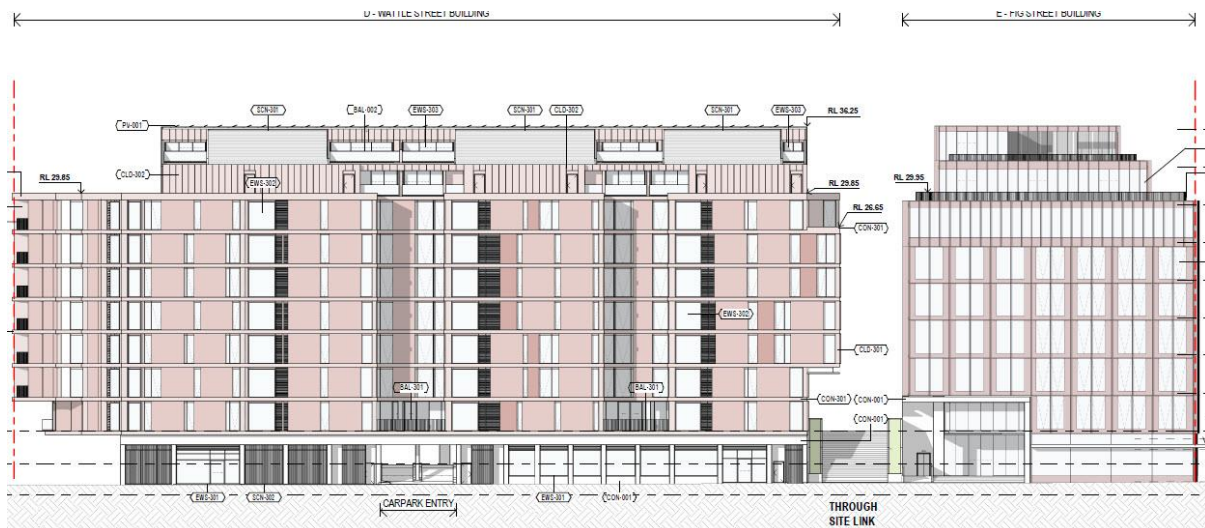 D - WATTLE STREET BUILDING
E - FIG STREET BUILDING
SCN-301
BAL-002
EWS-303
SCN-301
CLD-302
SCN-301
EWS-303
PV-001
RL 36.25
CLD-302
RL 29.85
EWS-302
RL 29.85
RL 29.95
RL 26.65
CON-301
EWS-302
CLD-301
BAL-301
BAL-301
CON-301
CON-001
CON-001
EWS-301
SCN-302
EWS-301
CON-001
CARPARK ENTRY
THROUGH
SITE LINK